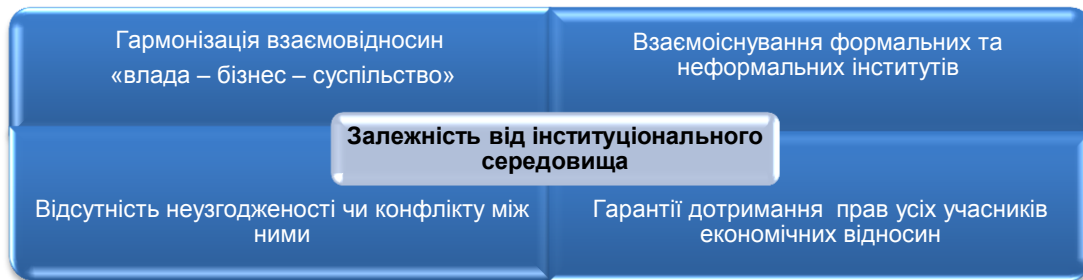 Гармонізація взаємовідносин
«влада – бізнес – суспільство»
Взаємоіснування формальних та
неформальних інститутів
Залежність від інституціонального
середовища
Відсутність неузгодженості чи конфлікту між
ними
Гарантії дотримання прав усіх учасників
економічних відносин